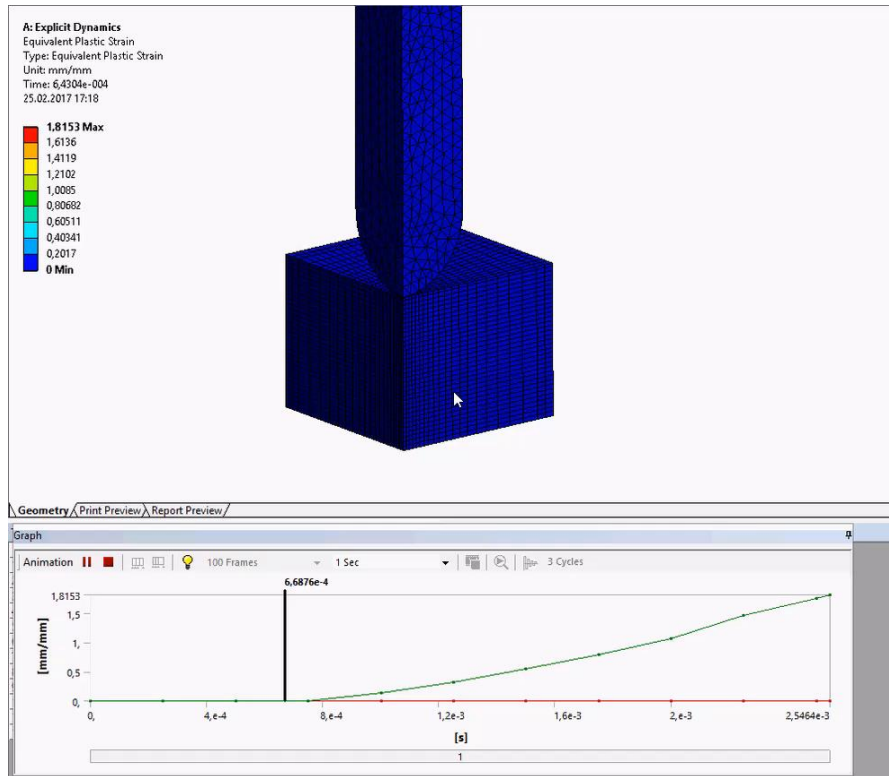 A: Explicit Dynamics
Equivalent Plastic Strain
Type: Equivalent Plastic Strain
Unit: mm/mm
Time: 6,4304e-004
25.02.2017 17:18
1,8153 Max
1,6136
1,4119
1,2102
1,0085
0,80682
0,60511
0,40341
0,2017
0 Min
Geometry Print Preview Report Preview
Graph
Animation 100 Frames 1 Sec 3 Cycles
6,6876e-4
1,8153
1,5
1,
0,5
0,
[mm/mm]
0, 4,e-4 8,e-4 1,2e-3 1,6e-3 2,e-3 2,5464e-3
[s]
1